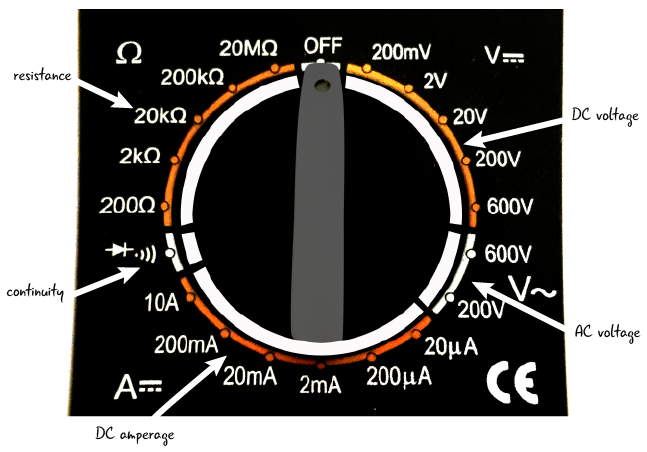 Ω
20MΩ
OFF
200mV
V⎓
resistance
200kΩ
2V
20kΩ
20V
DC voltage
2kΩ
200V
200Ω
600V
600V
continuity
10A
200V
V~
AC voltage
200mA
20µA
20mA
2mA
200µA
A⎓
CE
DC amperage